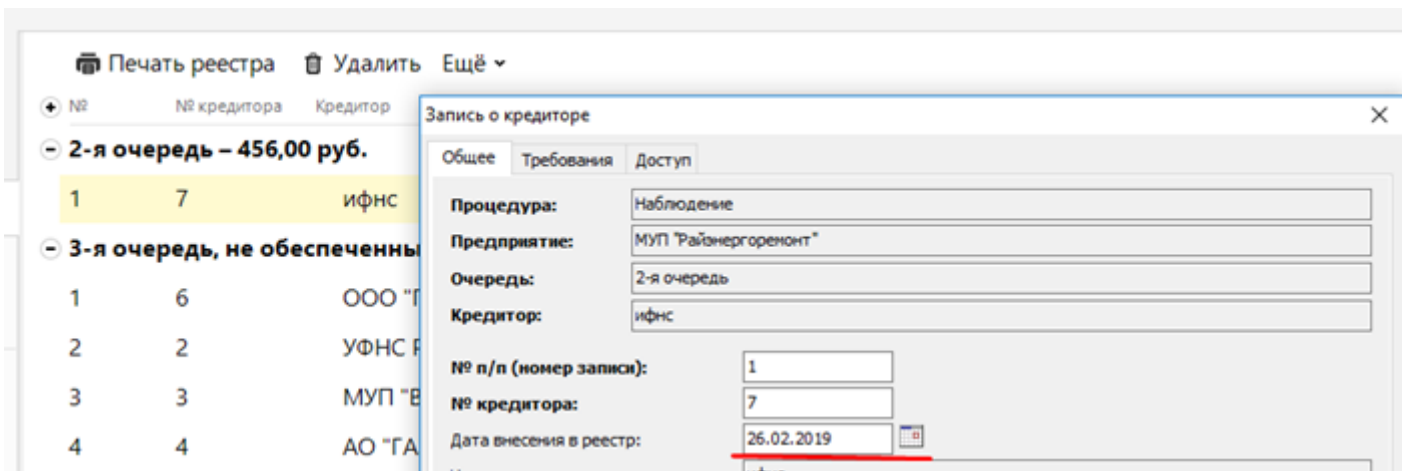 Печать реестра Удалить Ещё
№ № кредитора Кредитор
2-я очередь – 456,00 руб.
1 7 ифнс
3-я очередь, не
1 6 ООО
2 2 УФНС
3 3 МУП
4 4 АО
Запись о кредиторе
Общее Требования Доступ
Процедура: Наблюдение
Предприятие: МУП "Райэнергоремонт"
Очередь: 2-я очередь
Кредитор: ифнс
№ п/п (номер записи): 1
№ кредитора: 7
Дата внесения в реестр: 26.02.2019